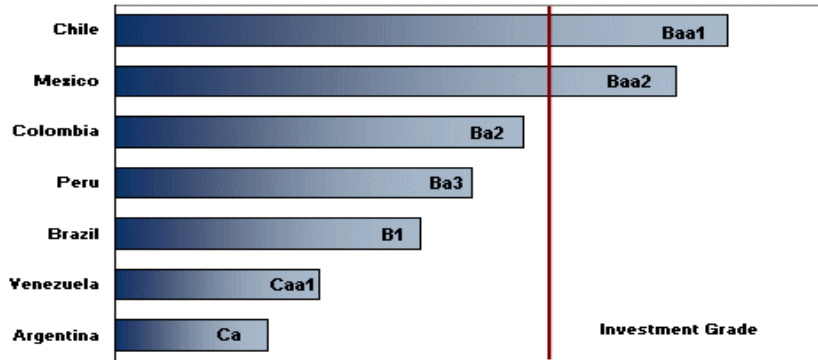 Chile Baa1
Mexico Baa2
Colombia Ba2
Peru Ba3
Brazil B1
Venezuela Caa1
Argentina Ca
Investment Grade